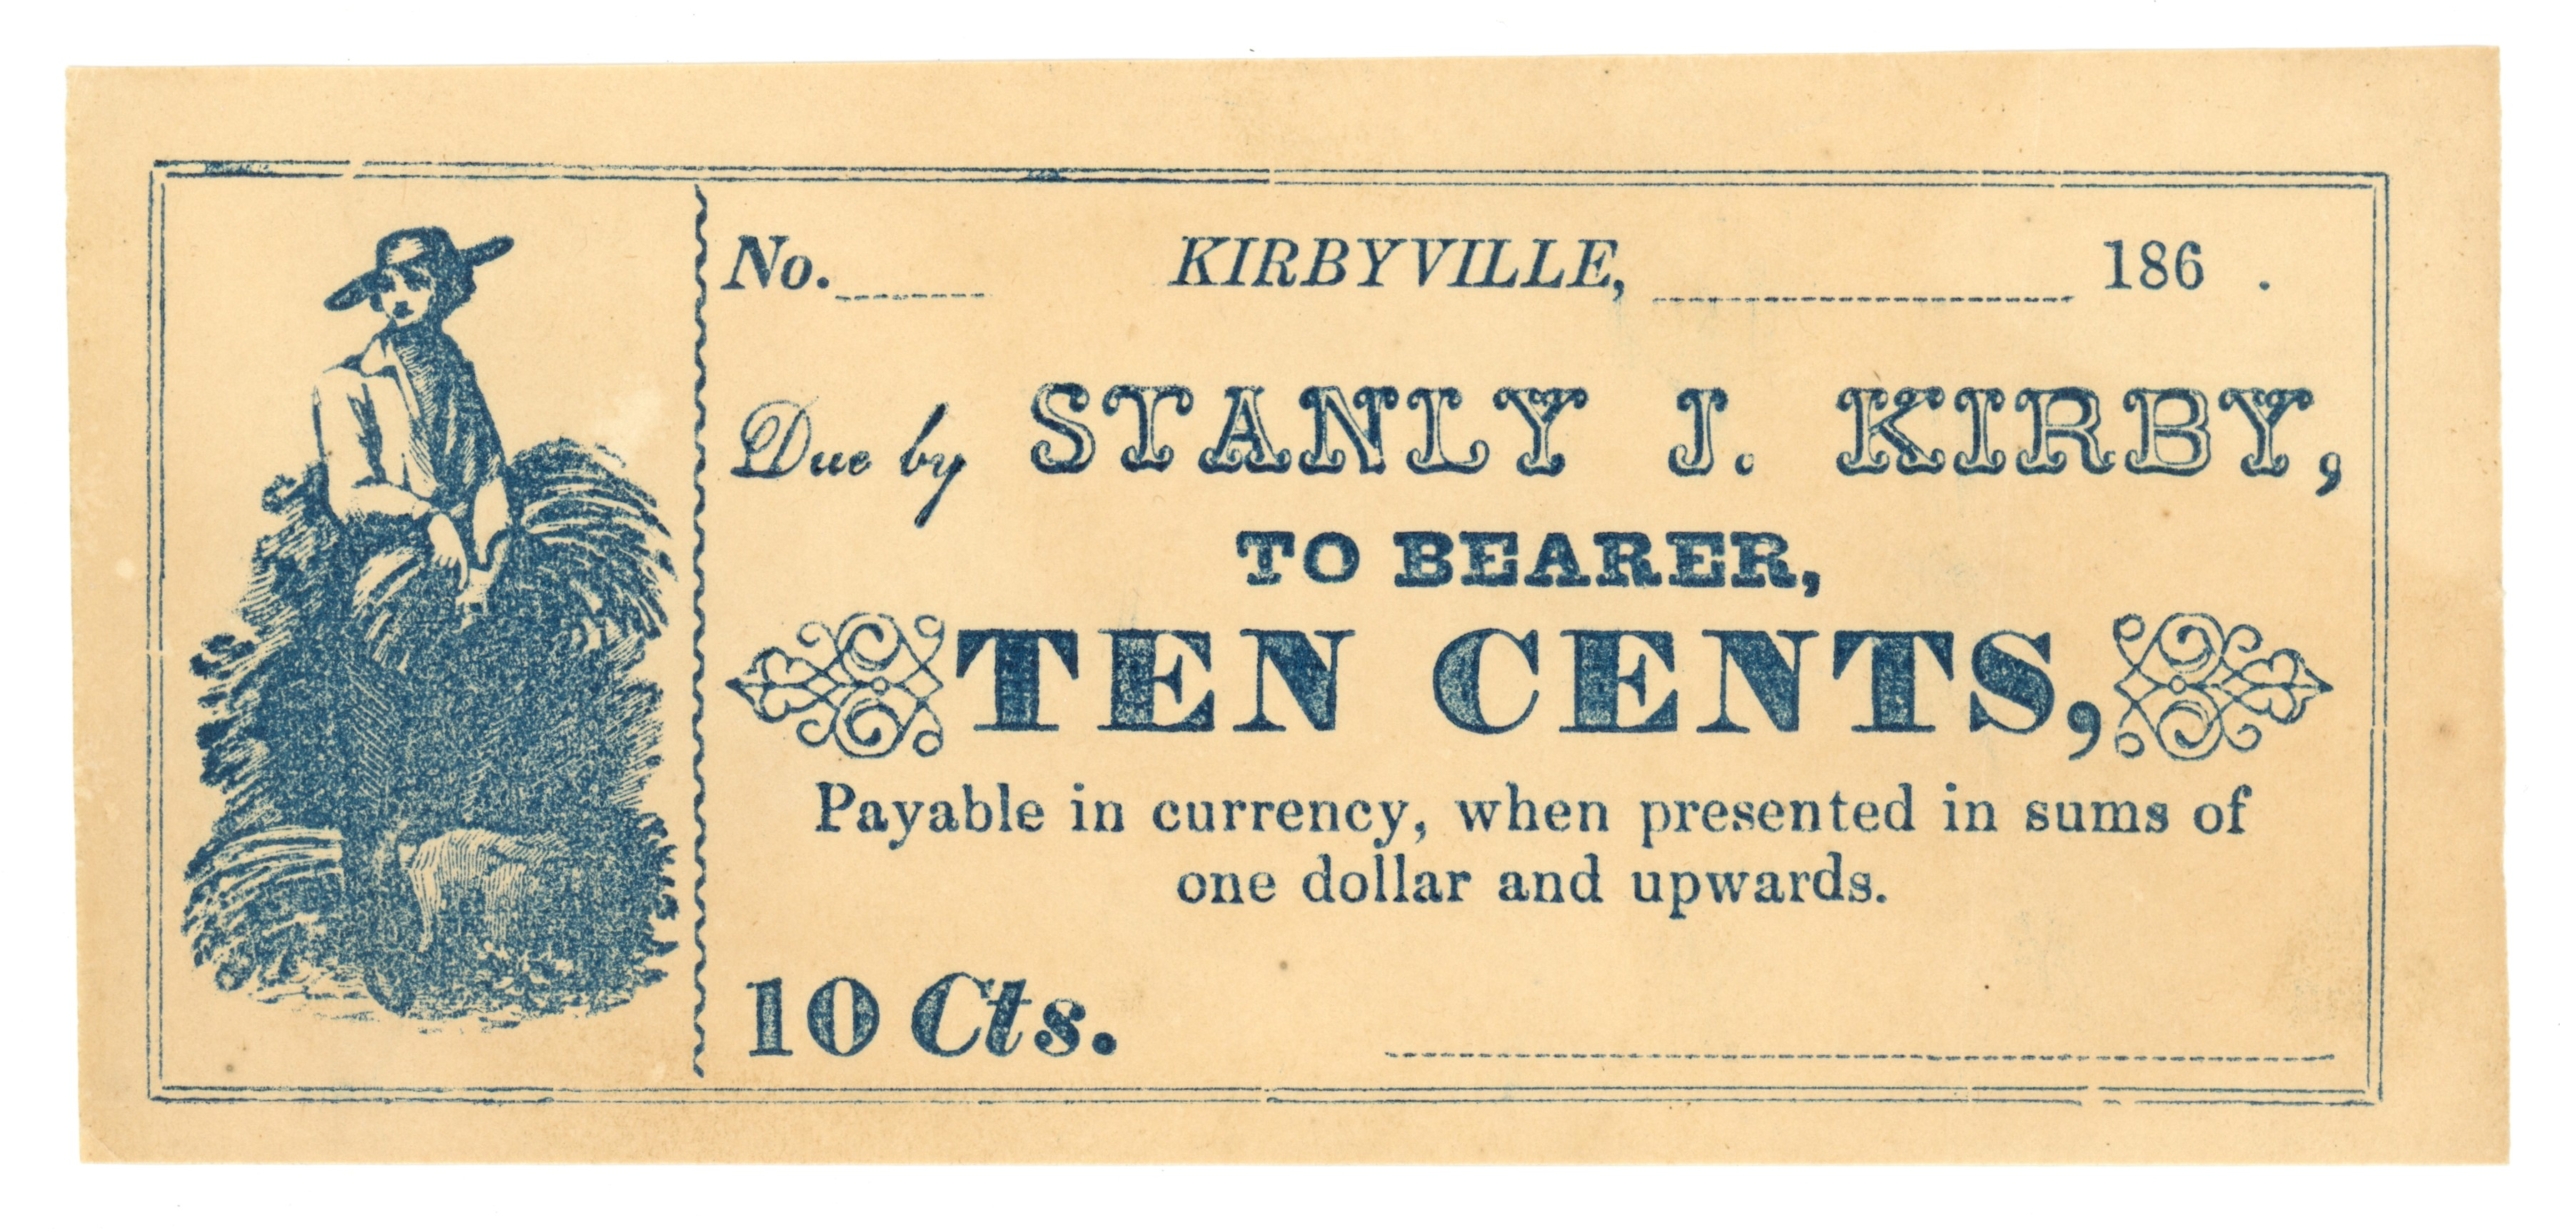 No. KIRBYVILLE, 186 .
Due by STANLY J. KIRBY,
TO BEARER,
TEN CENTS,
Payable in currency, when presented in sums of
one dollar and upwards.
10 Cts.